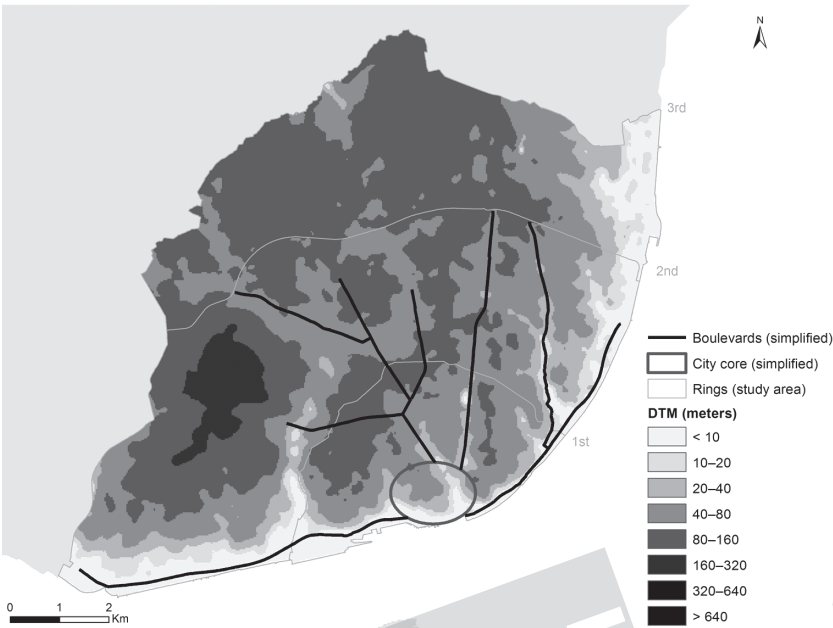 N
3rd
2nd
1st
Boulevards (simplified)
City core (simplified)
Rings (study area)
DTM (meters)
< 10
10–20
20–40
40–80
80–160
160–320
320–640
> 640
0 1 2
Km